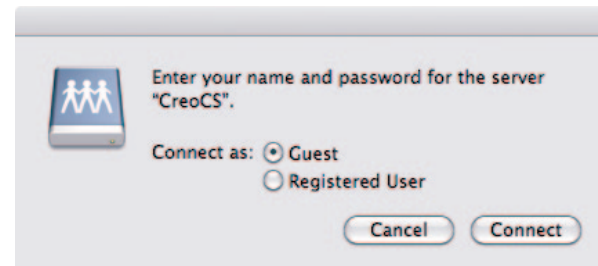 Enter your name and password for the server
"CreoCS".
Connect as: Guest
Registered User
Cancel Connect